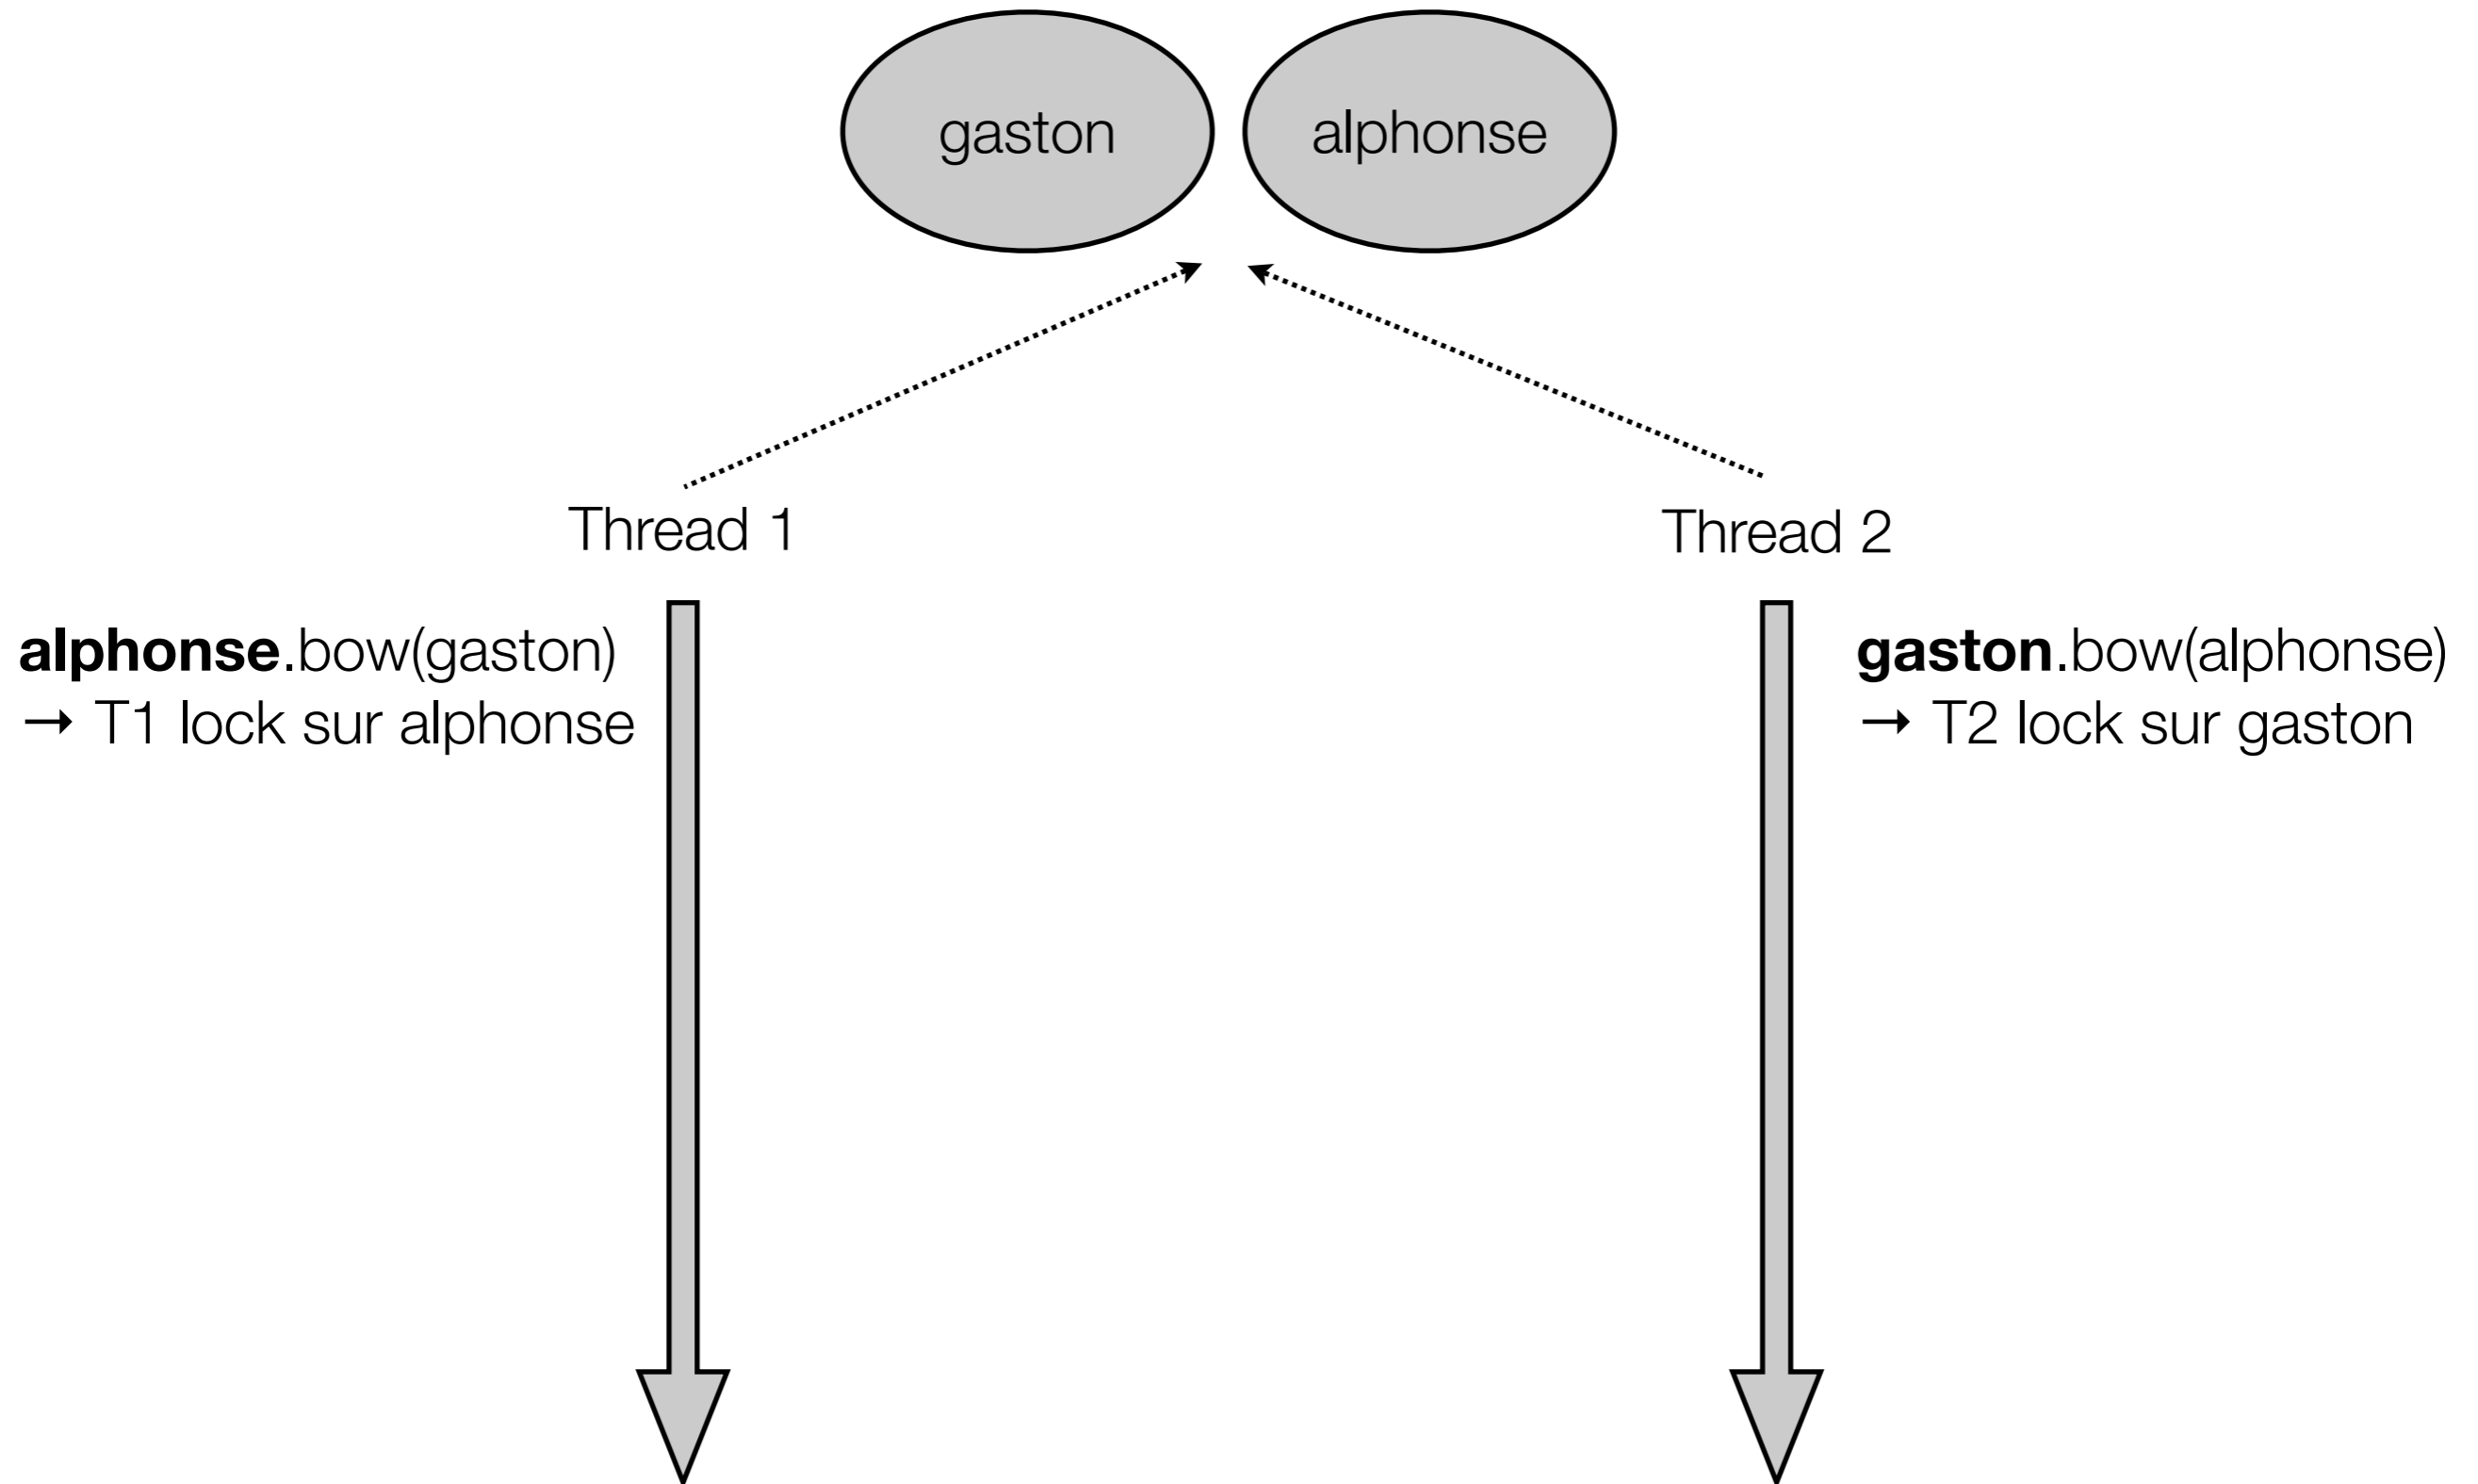 gaston
alphonse
Thread 1
Thread 2
alphonse.bow(gaston)
→ T1 lock sur alphonse
gaston.bow(alphonse)
→ T2 lock sur gaston